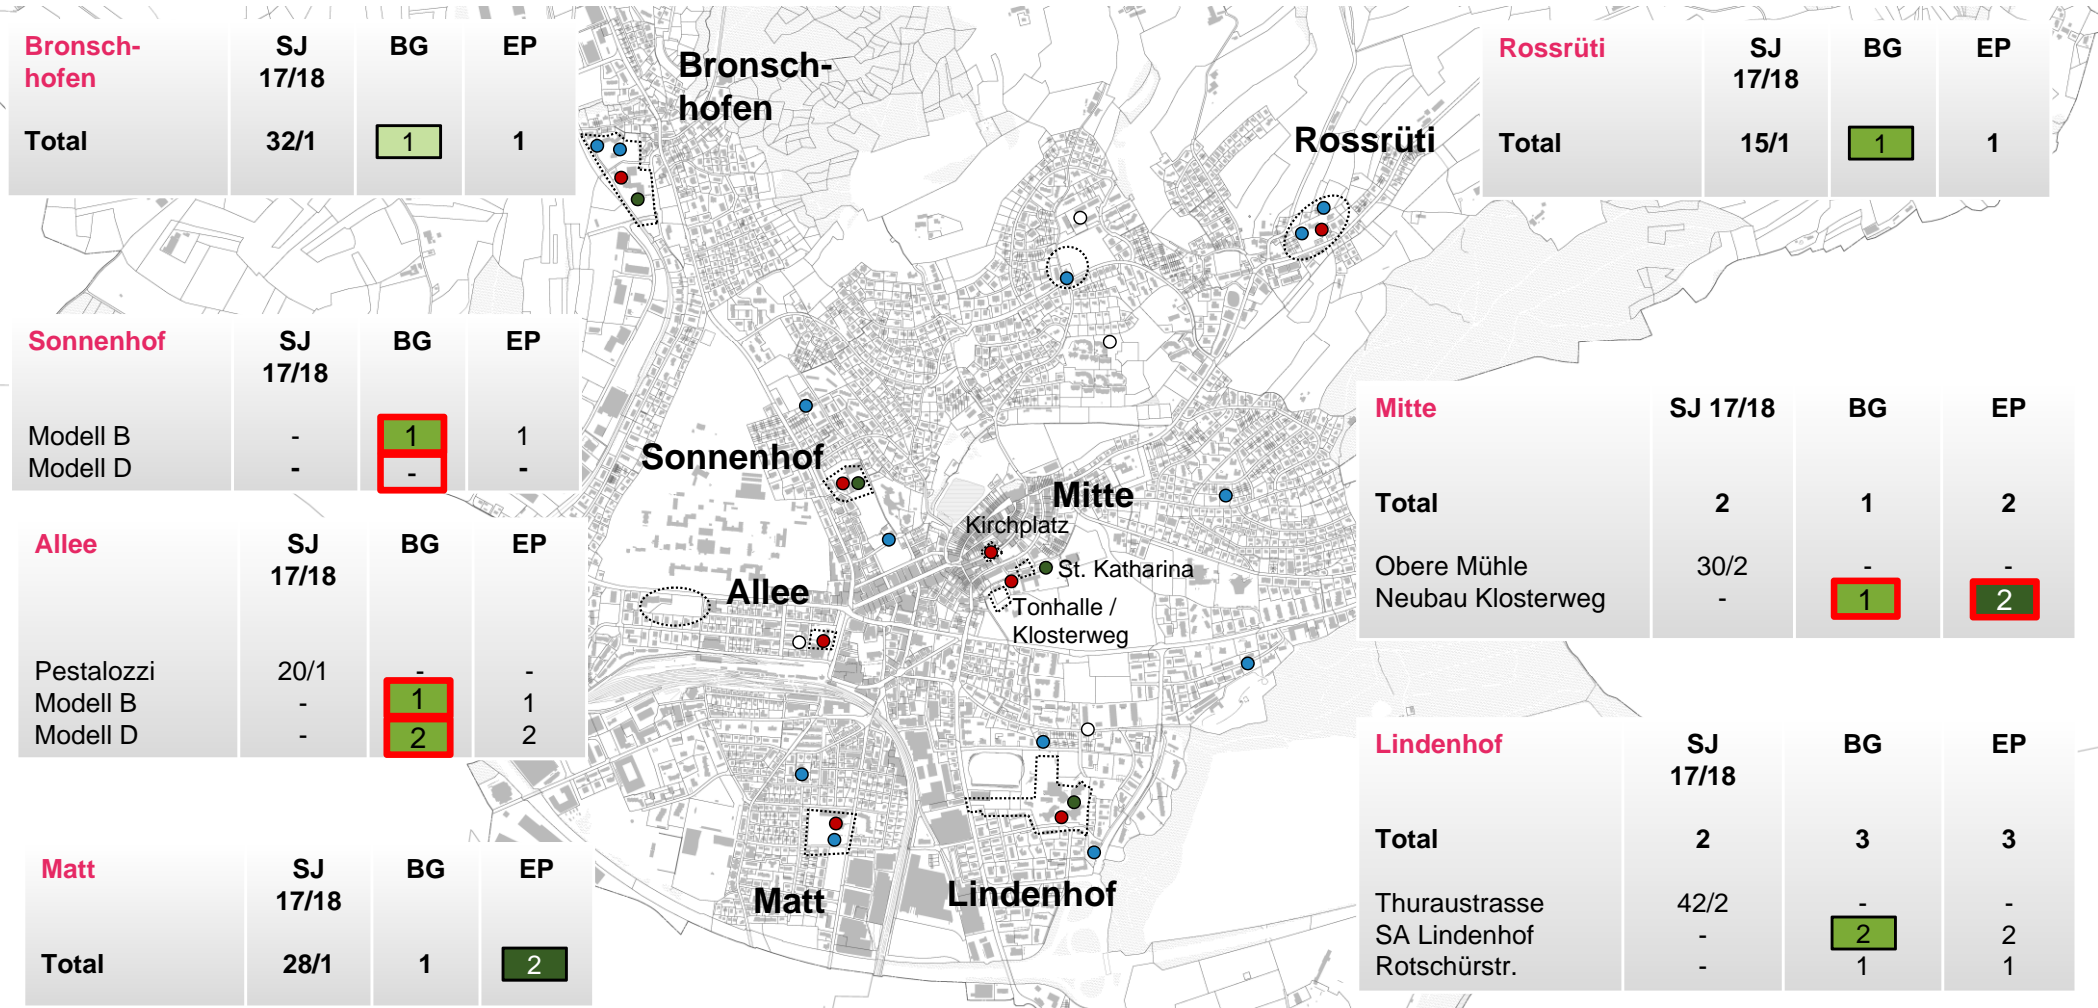 Bronsch-
hofen
SJ
17/18
BG
EP
Total
32/1
1
1
Bronsch-
hofen
Rossrüti
Rossrüti
SJ
17/18
BG
EP
Total
15/1
1
1
Sonnenhof
SJ
17/18
BG
EP
Modell B
-
1
1
Modell D
-
-
-
Sonnenhof
Mitte
Kirchplatz
St. Katharina
Tonhalle /
Klosterweg
Mitte
SJ 17/18
BG
EP
Total
2
1
2
Obere Mühle
30/2
-
-
Neubau Klosterweg
-
1
2
Allee
SJ
17/18
BG
EP
Pestalozzi
20/1
-
-
Modell B
-
1
1
Modell D
-
2
2
Allee
Matt
SJ
17/18
BG
EP
Total
28/1
1
2
Matt
Lindenhof
Lindenhof
SJ
17/18
BG
EP
Total
2
3
3
Thuraustrasse
42/2
-
-
SA Lindenhof
-
2
2
Rotschürstr.
-
1
1